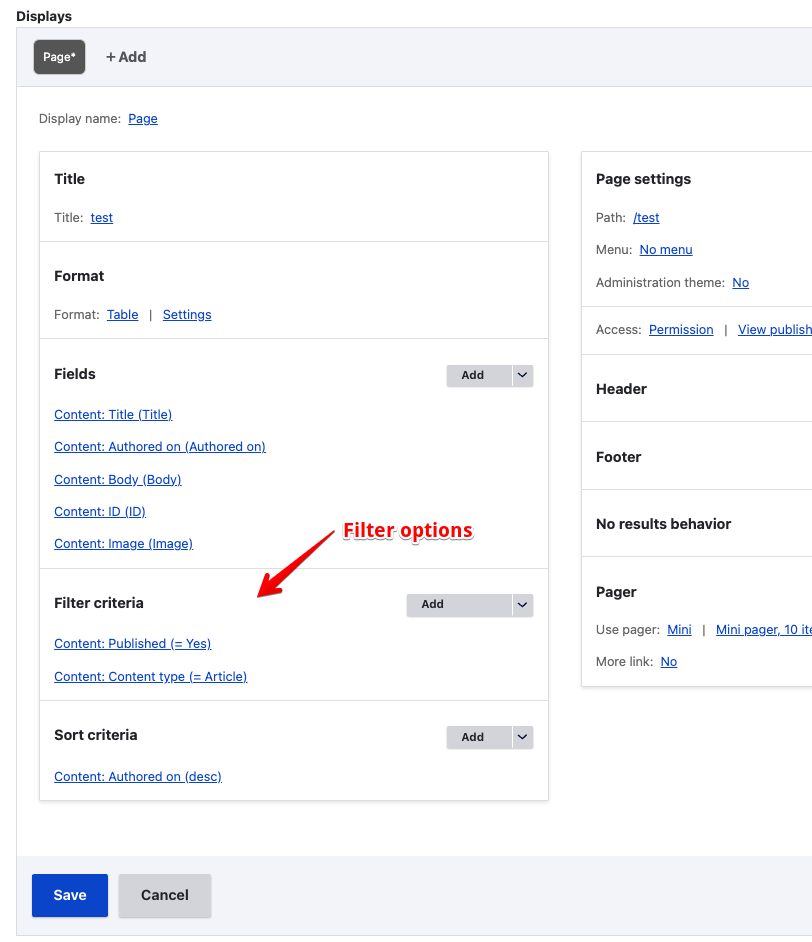 Displays
Page*
+ Add
Display name: Page
Title
Title: test
Format
Format: Table | Settings
Fields
Add
Content: Title (Title)
Content: Authored on (Authored on)
Content: Body (Body)
Content: ID (ID)
Content: Image (Image)
Filter options
Filter criteria
Add
Content: Published (= Yes)
Content: Content type (= Article)
Sort criteria
Add
Content: Authored on (desc)
Page settings
Path: /test
Menu: No menu
Administration theme: No
Access: Permission | View publish
Header
Footer
No results behavior
Pager
Use pager: Mini | Mini pager, 10 ite
More link: No
Save
Cancel